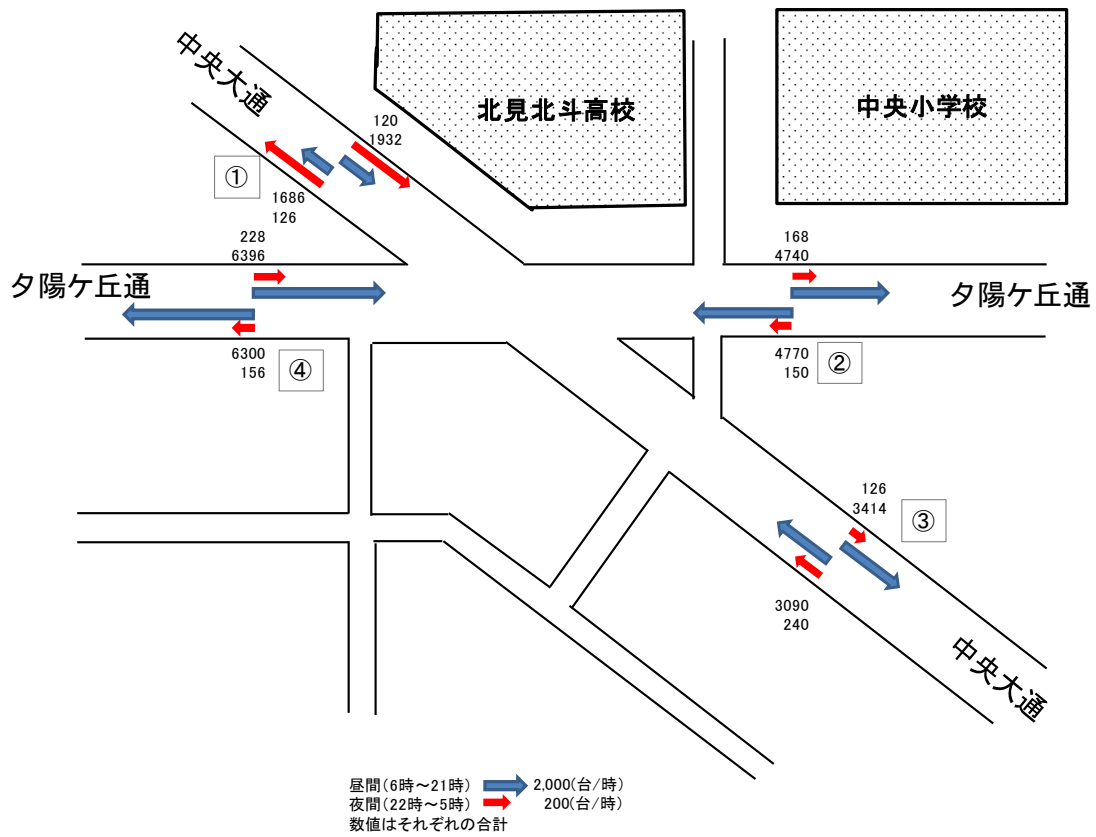 中央大通
北見北斗高校
中央小学校
120
1932
①
1686
126
228
6396
168
4740
夕陽ケ丘通
夕陽ケ丘通
6300
156
④
4770
150
②
126
3414
③
3090
240
中央大通
昼間(6時～21時) 2,000(台/時)
夜間(22時～5時) 200(台/時)
数値はそれぞれの合計